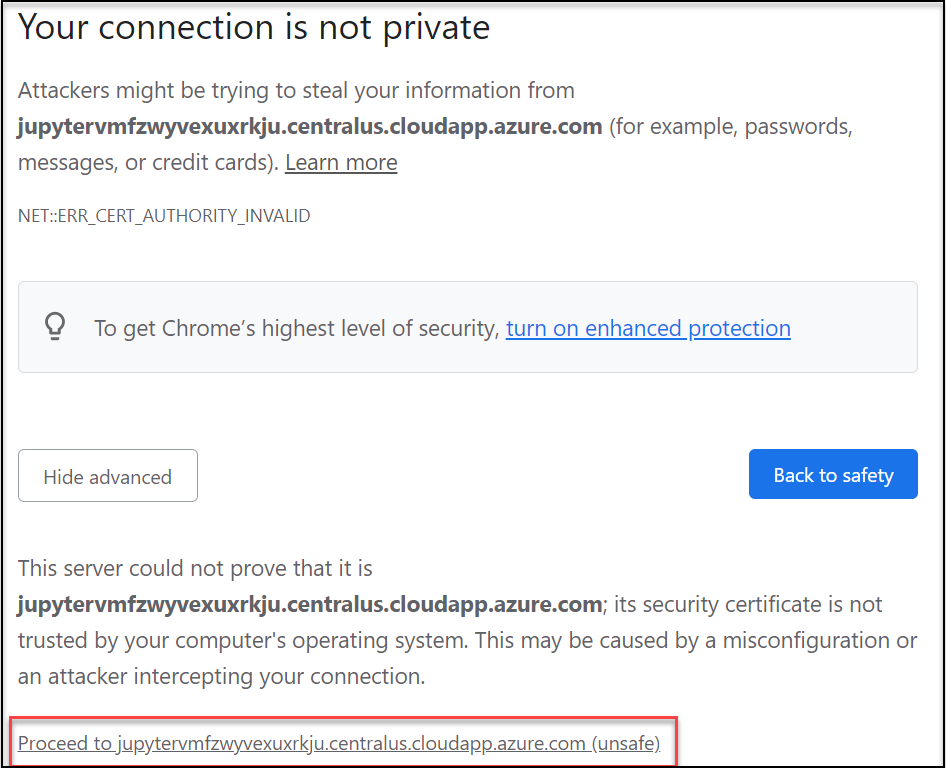 Your connection is not private
Attackers might be trying to steal your information from
jupytervmfzwyvexuxrkju.centralus.cloudapp.azure.com (for example, passwords,
messages, or credit cards). Learn more
NET::ERR_CERT_AUTHORITY_INVALID
To get Chrome’s highest level of security, turn on enhanced protection
Hide advanced
Back to safety
This server could not prove that it is
jupytervmfzwyvexuxrkju.centralus.cloudapp.azure.com; its security certificate is not
trusted by your computer's operating system. This may be caused by a misconfiguration or
an attacker intercepting your connection.
Proceed to jupytervmfzwyvexuxrkju.centralus.cloudapp.azure.com (unsafe)